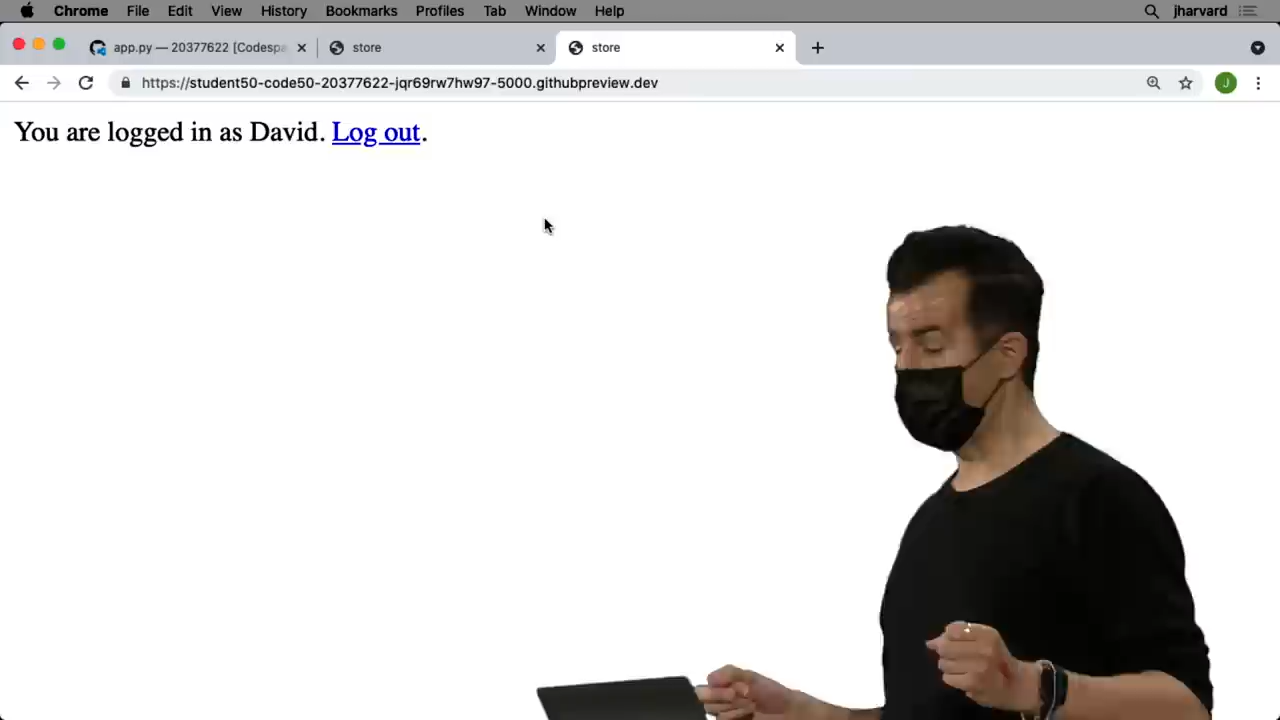 Chrome File Edit View History Bookmarks Profiles Tab Window Help jharvard
app.py — 20377622 [Codespa
store
store
https://student50-code50-20377622-jqr69rw7hw97-5000.githubpreview.dev
J
You are logged in as David. Log out.